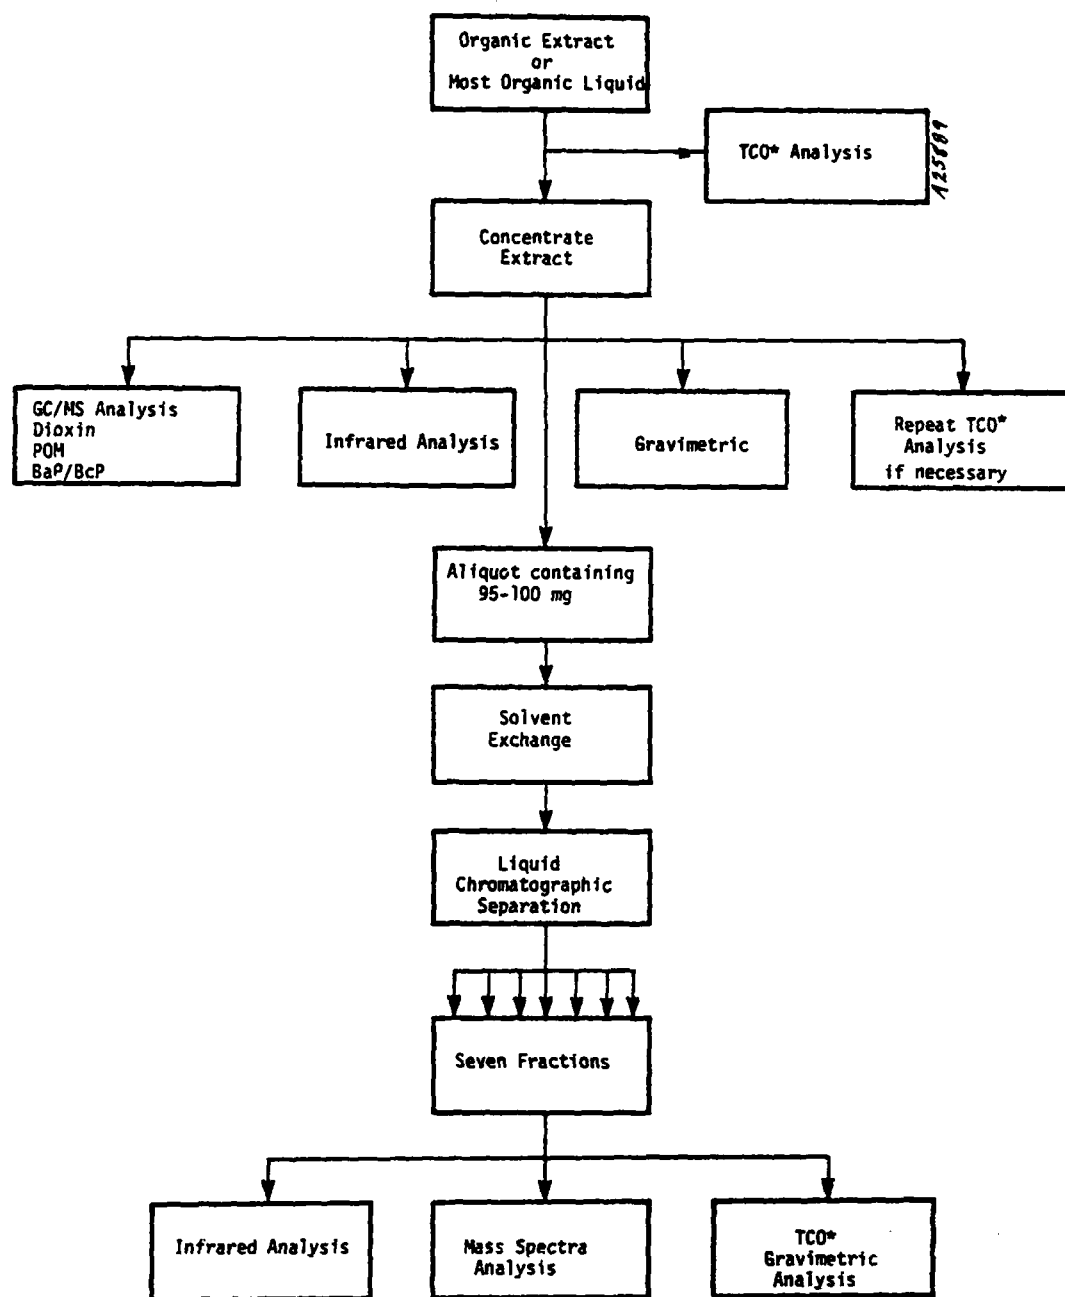 Organic Extract
or
Most Organic Liquid
TCO* Analysis
A25689
Concentrate
Extract
GC/MS Analysis
Dioxin
POM
BaP/BcP
Infrared Analysis
Gravimetric
Repeat TCO*
Analysis
if necessary
Aliquot containing
95-100 mg
Solvent
Exchange
Liquid
Chromatographic
Separation
Seven Fractions
Infrared Analysis
Mass Spectra
Analysis
TCO*
Gravimetric
Analysis